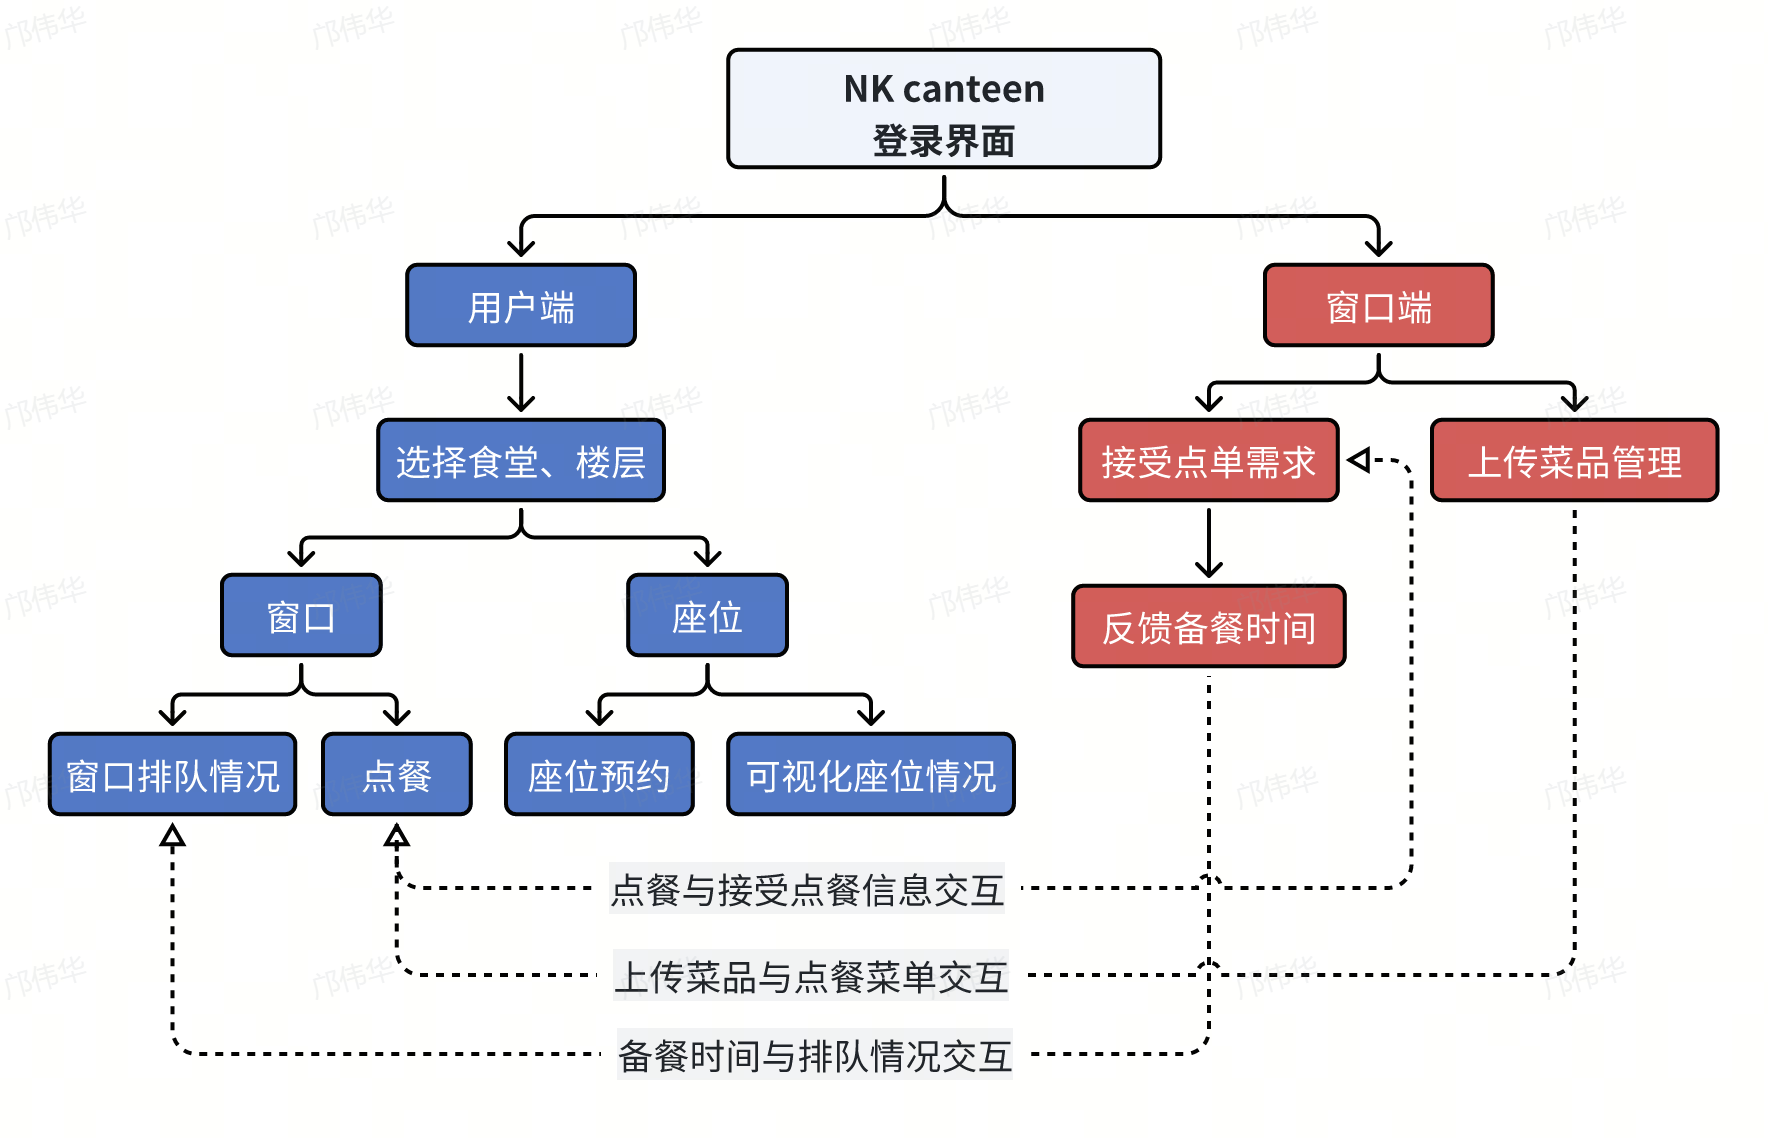 NK canteen
登录界面
用户端
窗口端
选择食堂、楼层
接受点单需求
上传菜品管理
窗口
座位
反馈备餐时间
窗口排队情况
点餐
座位预约
可视化座位情况
点餐与接受点餐信息交互
上传菜品与点餐菜单交互
备餐时间与排队情况交互
邝伟华